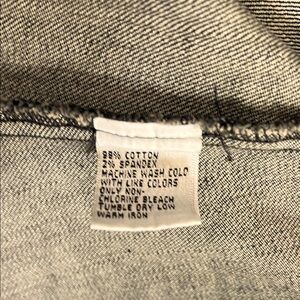 98% COTTON
2% SPANDEX
MACHINE WASH COLD
WITH LIKE COLORS
ONLY NON-
CHLORINE BLEACH
TUMBLE DRY LOW
WARM IRON